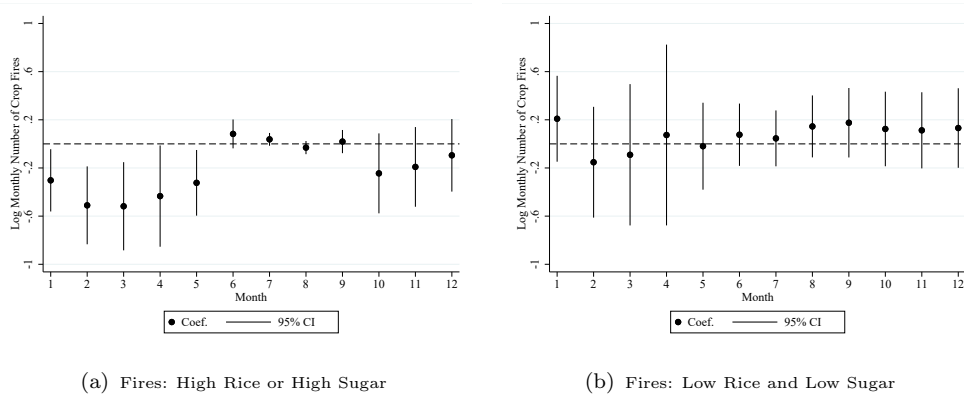 Log Monthly Number of Crop Fires
1
.6
.2
-.2
-.6
-1
1 2 3 4 5 6 7 8 9 10 11 12
Month
Coef. 95% CI
(a) Fires: High Rice or High Sugar
Log Monthly Number of Crop Fires
1
.6
.2
-.2
-.6
-1
1 2 3 4 5 6 7 8 9 10 11 12
Month
Coef. 95% CI
(b) Fires: Low Rice and Low Sugar